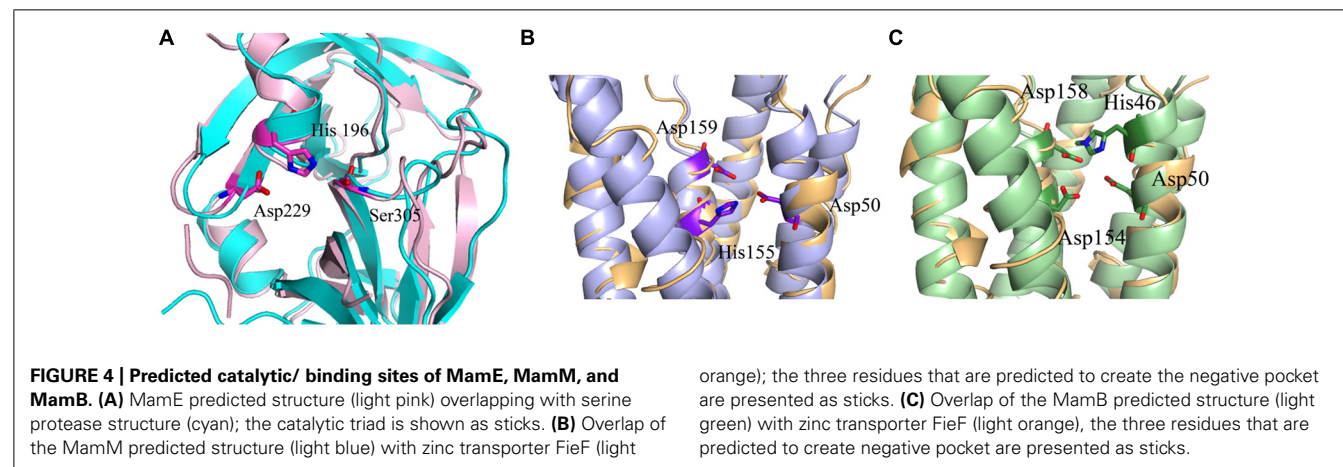 A
B
C
His 196
Asp229
Ser305
Asp159
Asp50
His155
Asp158
His46
Asp50
Asp154
FIGURE 4 | Predicted catalytic/ binding sites of MamE, MamM, and
MamB. (A) MamE predicted structure (light pink) overlapping with serine
protease structure (cyan); the catalytic triad is shown as sticks. (B) Overlap of
the MamM predicted structure (light blue) with zinc transporter FieF (light
orange); the three residues that are predicted to create the negative pocket
are presented as sticks. (C) Overlap of the MamB predicted structure (light
green) with zinc transporter FieF (light orange), the three residues that are
predicted to create negative pocket are presented as sticks.